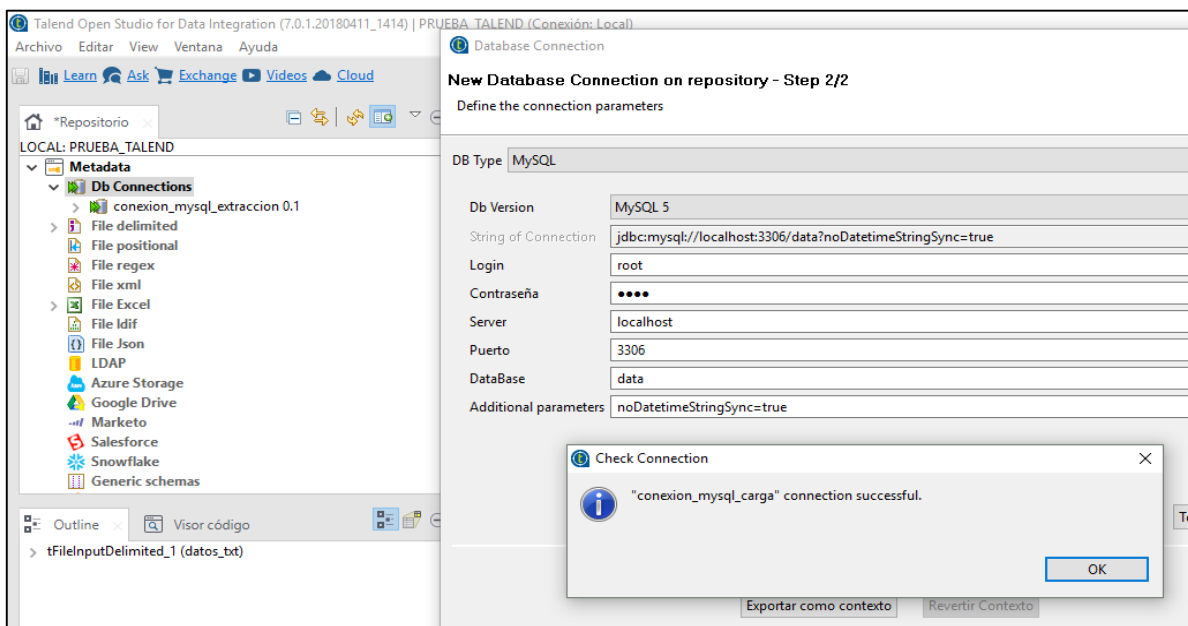 Talend Open Studio for Data Integration (7.0.1.20180411_1414) | PRUEBA_TALEND (Conexión: Local)
Archivo Editar View Ventana Ayuda
Learn Ask Exchange Videos Cloud
*Repositorio
LOCAL: PRUEBA_TALEND
Metadata
Db Connections
conexion_mysql_extraccion 0.1
File delimited
File positional
File regex
File xml
File Excel
File ldif
File Json
LDAP
Azure Storage
Google Drive
Marketo
Salesforce
Snowflake
Generic schemas
Outline Visor código
tFileInputDelimited_1 (datos_txt)
Database Connection
New Database Connection on repository - Step 2/2
Define the connection parameters
DB Type MySQL
Db Version MySQL 5
String of Connection jdbc:mysql://localhost:3306/data?noDatetimeStringSync=true
Login root
Contraseña ••••
Server localhost
Puerto 3306
DataBase data
Additional parameters noDatetimeStringSync=true
Check Connection
"conexion_mysql_carga" connection successful.
OK
Exportar como contexto Revertir Contexto